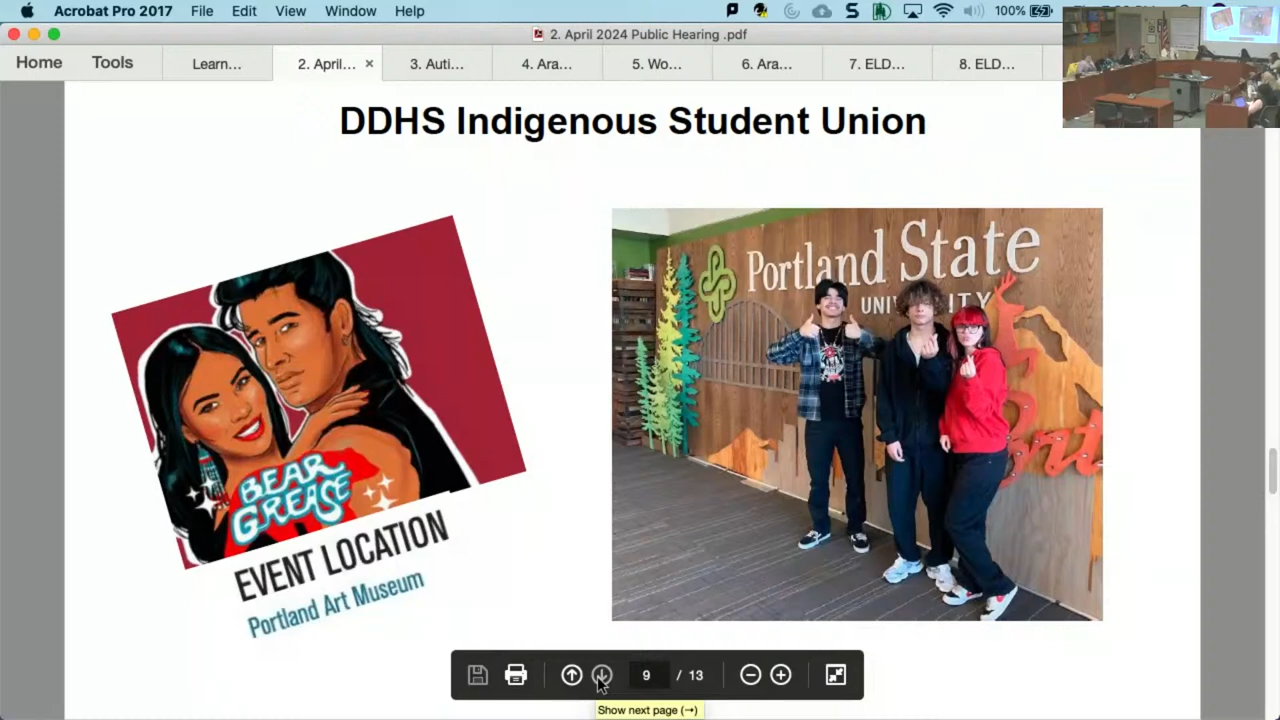 Acrobat Pro 2017 File Edit View Window Help 100%
2. April 2024 Public Hearing .pdf
Home Tools Learn... 2. April... × 3. Auti... 4. Ara... 5. Wo... 6. Ara... 7. ELD... 8. ELD...
DDHS Indigenous Student Union
Portland State
UNIVERSITY
BEAR
GREASE
EVENT LOCATION
Portland Art Museum
9 / 13
Show next page (→)